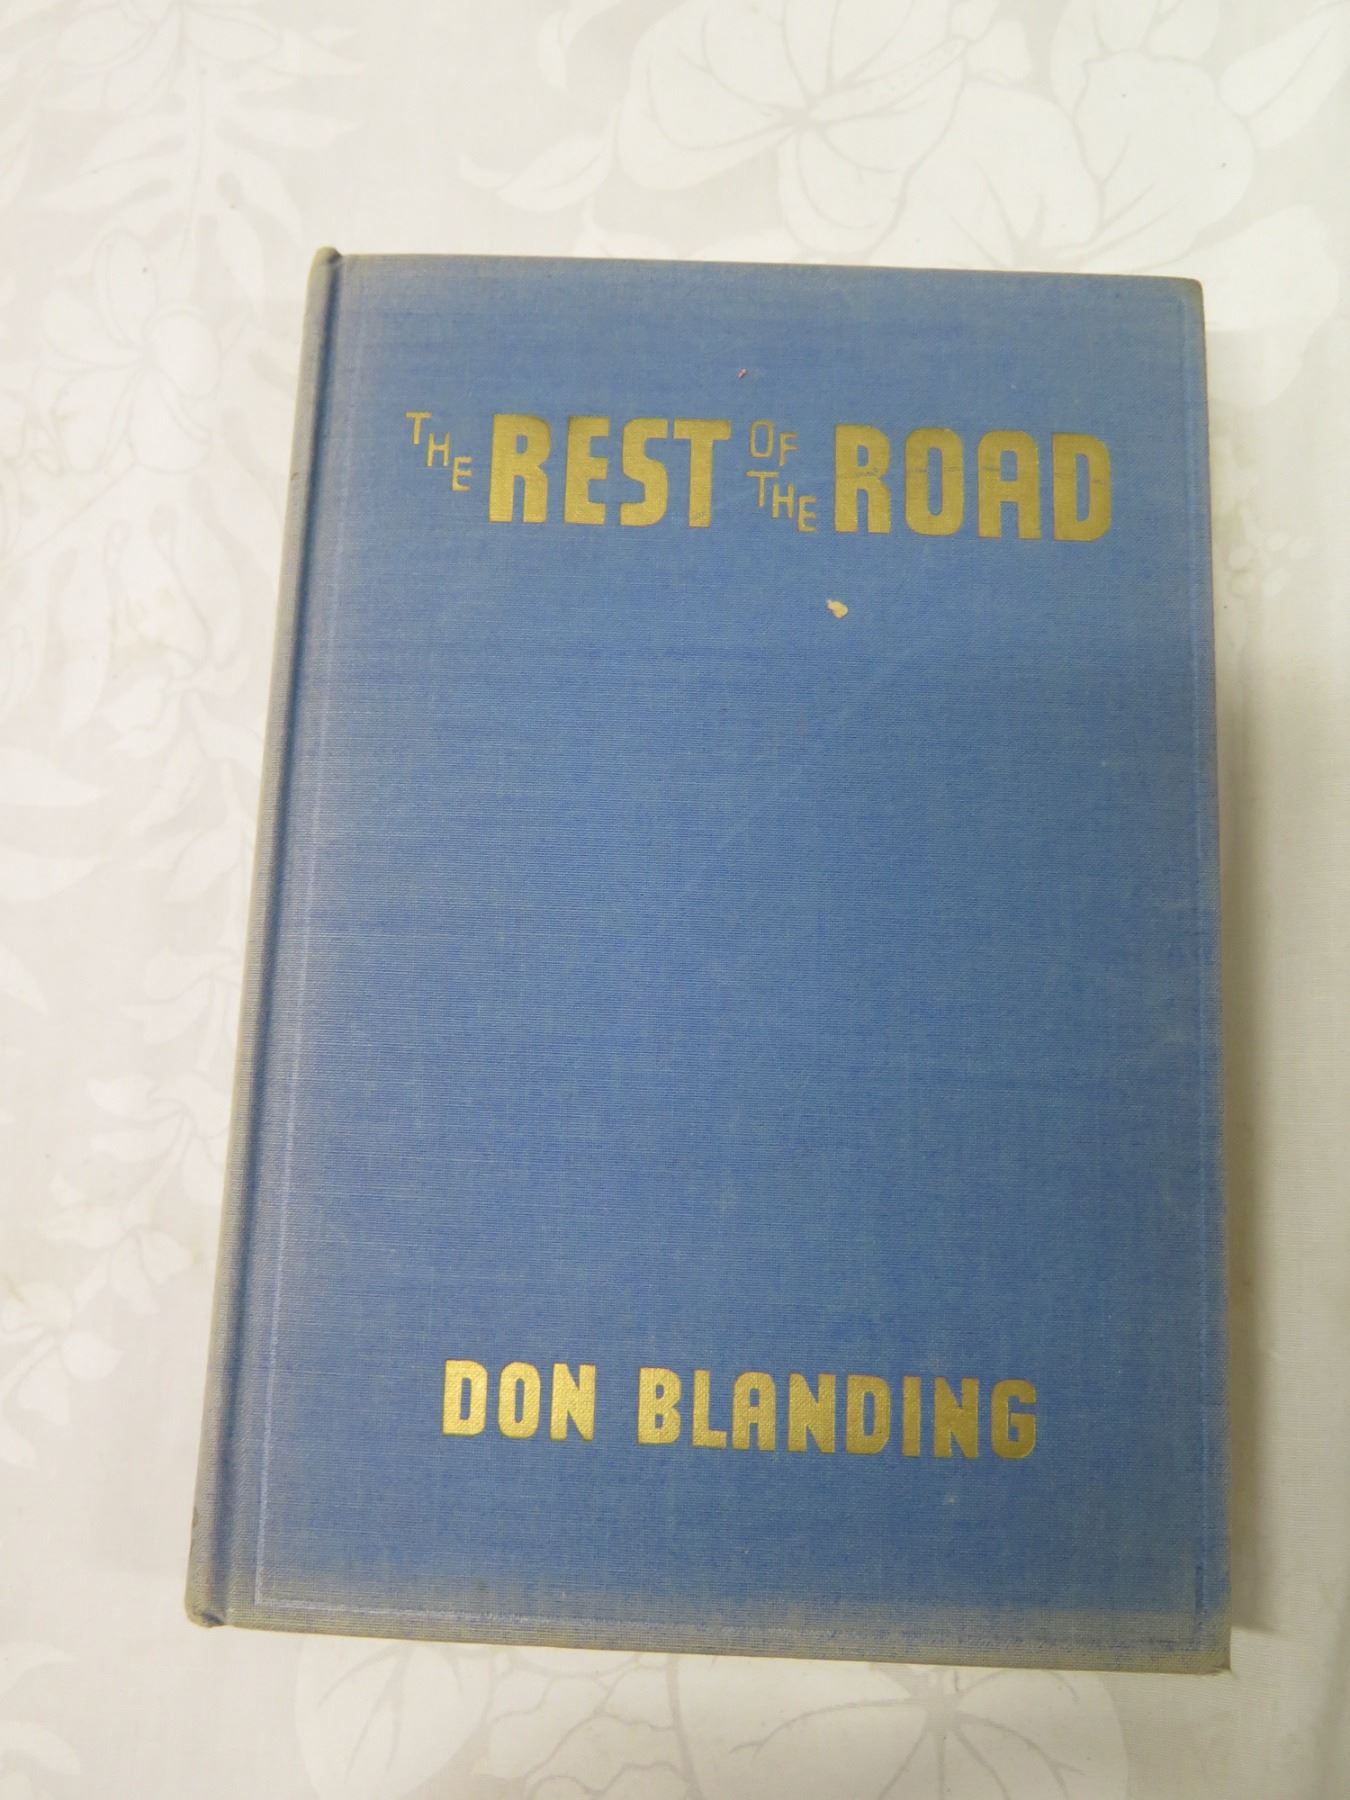 THE REST OF THE ROAD
DON BLANDING